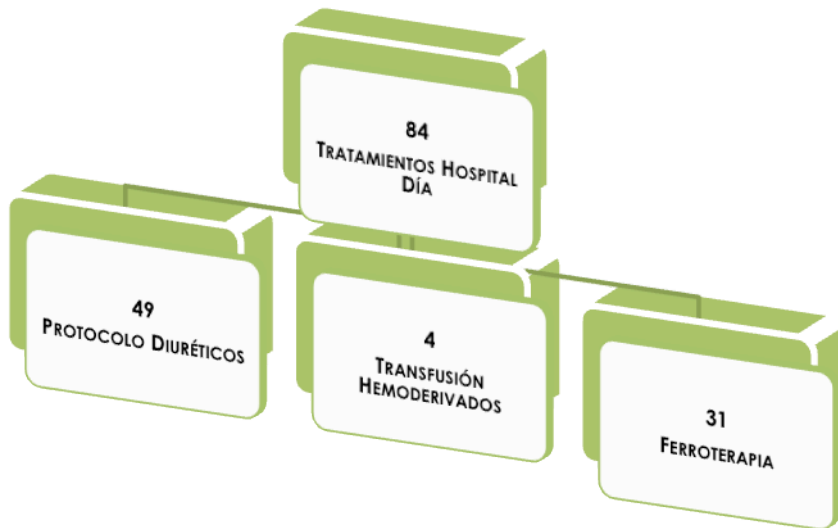 84
TRATAMIENTOS HOSPITAL
DÍA
49
PROTOCOLO DIURÉTICOS
4
TRANSFUSIÓN
HEMODERIVADOS
31
FERROTERAPIA